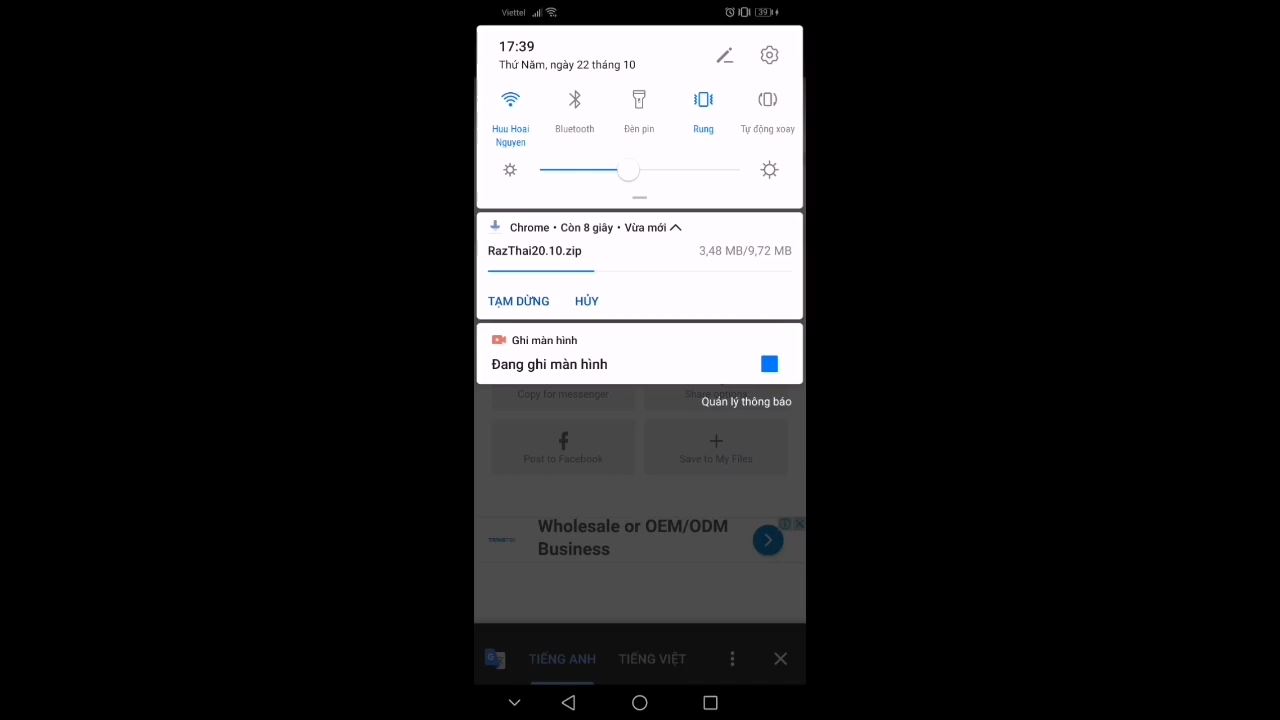 Viettel
39
17:39
Thứ Năm, ngày 22 tháng 10
Huu Hoai
Nguyen
Bluetooth
Đèn pin
Rung
Tự động xoay
Chrome • Còn 8 giây • Vừa mới
RazThai20.10.zip
3,48 MB/9,72 MB
TẠM DỪNG
HỦY
Ghi màn hình
Đang ghi màn hình
Copy for messenger
Share options
Quản lý thông báo
Post to Facebook
Save to My Files
Wholesale or OEM/ODM
Business
TIẾNG ANH
TIẾNG VIỆT